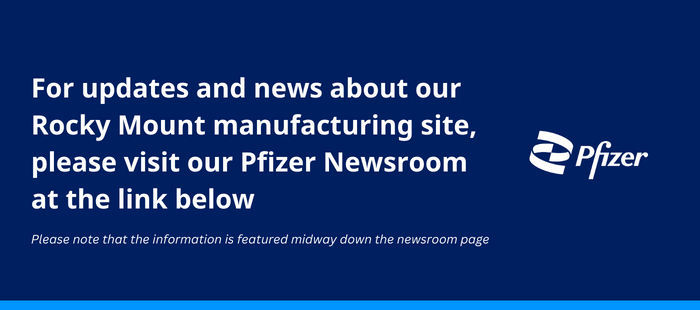 For updates and news about our
Rocky Mount manufacturing site,
please visit our Pfizer Newsroom
at the link below
Please note that the information is featured midway down the newsroom page
Pfizer